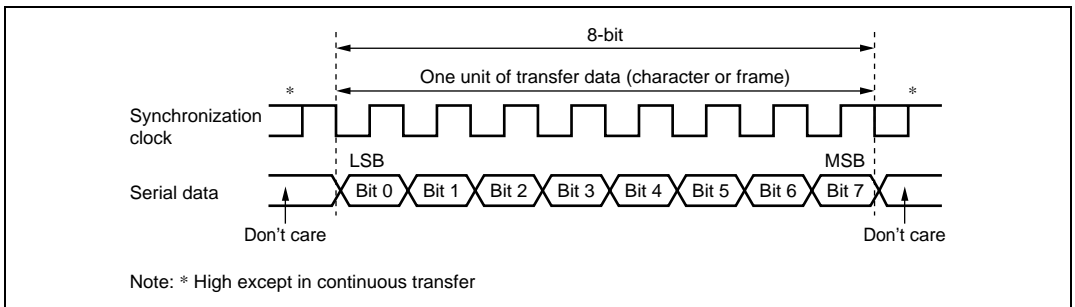 8-bit
One unit of transfer data (character or frame)
*
*
Synchronization
clock
LSB
MSB
Serial data
Bit 0
Bit 1
Bit 2
Bit 3
Bit 4
Bit 5
Bit 6
Bit 7
Don’t care
Don’t care
Note: * High except in continuous transfer